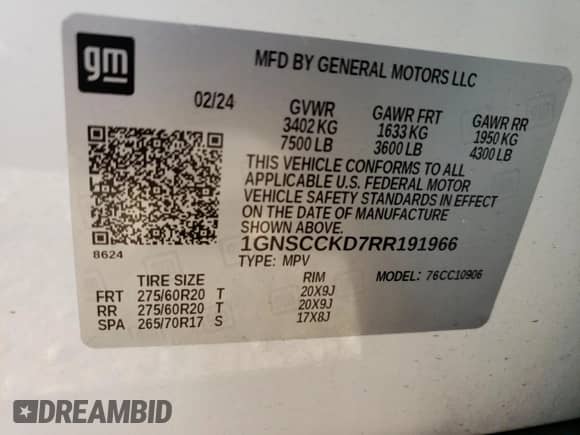 gm
MFD BY GENERAL MOTORS LLC
02/24 GVWR GAWR FRT GAWR RR
3402 KG 1633 KG 1950 KG
7500 LB 3600 LB 4300 LB
THIS VEHICLE CONFORMS TO ALL
APPLICABLE U.S. FEDERAL MOTOR
VEHICLE SAFETY STANDARDS IN EFFECT
ON THE DATE OF MANUFACTURE
SHOWN ABOVE.
1GNSCCKD7RR191966
8624 TYPE: MPV MODEL: 76CC10906
TIRE SIZE RIM
FRT 275/60R20 T 20X9J
RR 275/60R20 T 20X9J
SPA 265/70R17 S 17X8J
DREAMBID